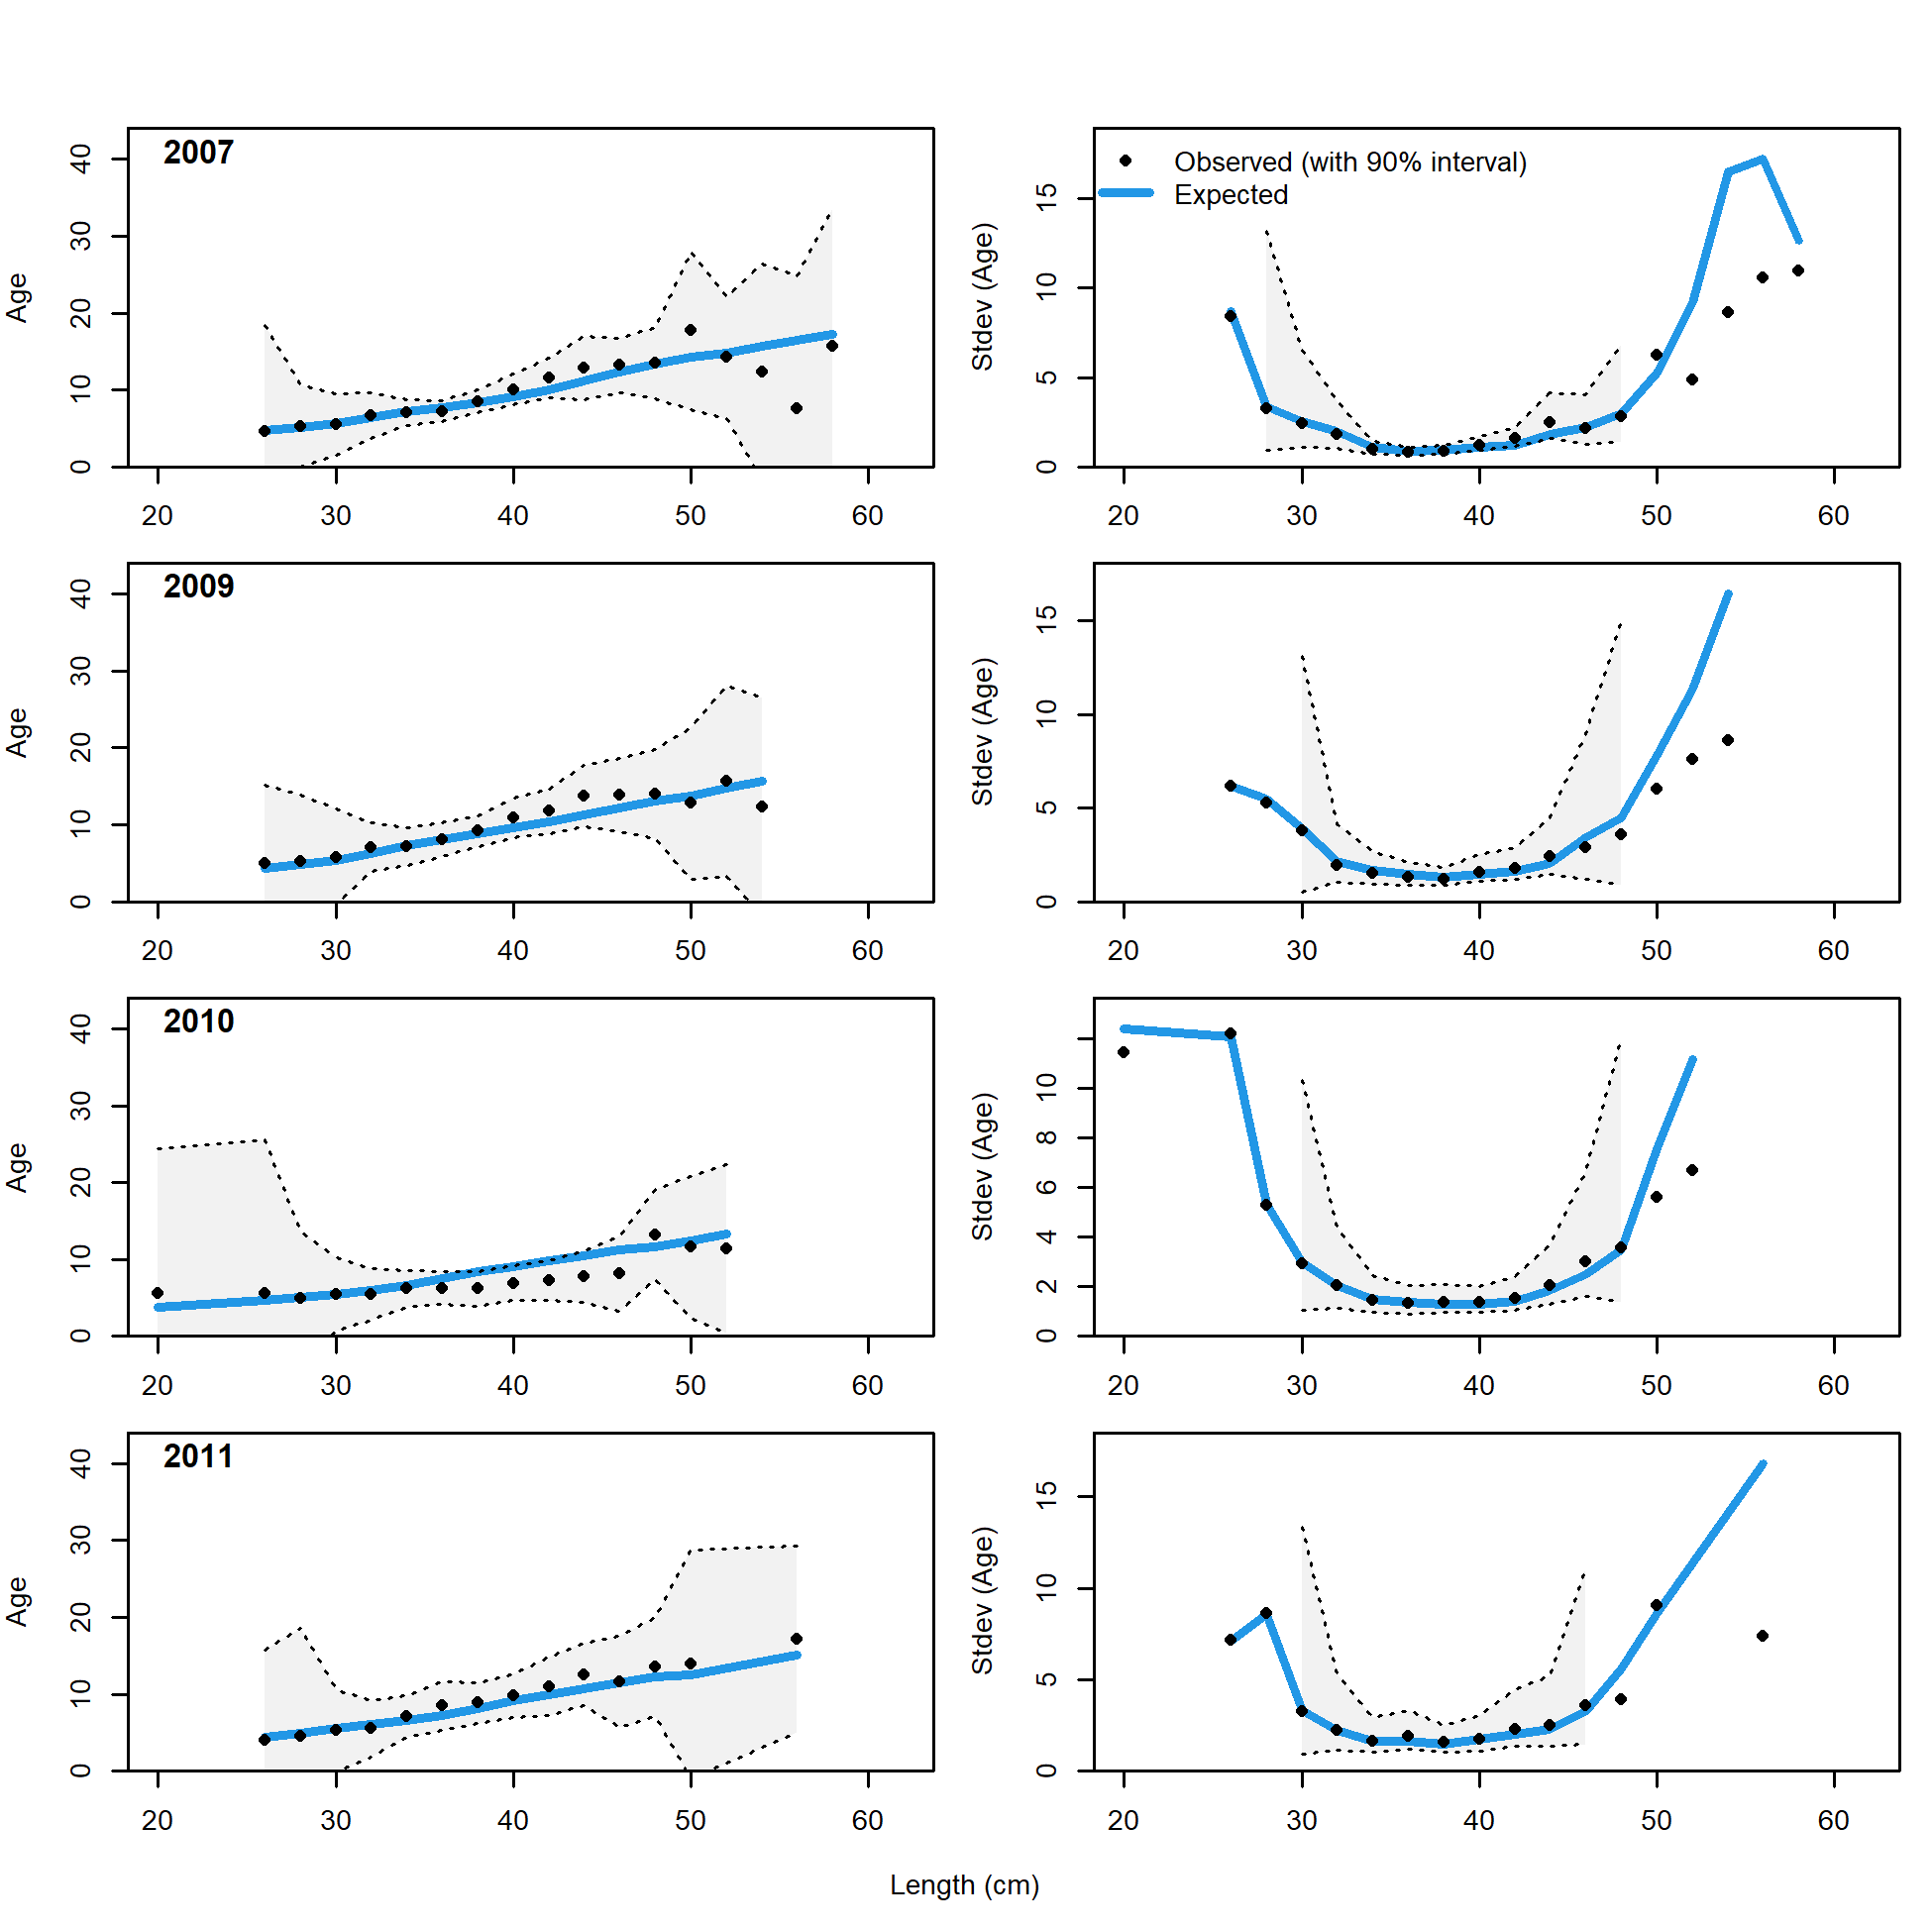 2007
Age
0 10 20 30 40
20 30 40 50 60
Observed (with 90% interval)
Expected
Stdev (Age)
0 5 10 15
20 30 40 50 60
2009
Age
0 10 20 30 40
20 30 40 50 60
Stdev (Age)
0 5 10 15
20 30 40 50 60
2010
Age
0 10 20 30 40
20 30 40 50 60
Stdev (Age)
0 2 4 6 8 10
20 30 40 50 60
2011
Age
0 10 20 30 40
20 30 40 50 60
Stdev (Age)
0 5 10 15
20 30 40 50 60
Length (cm)